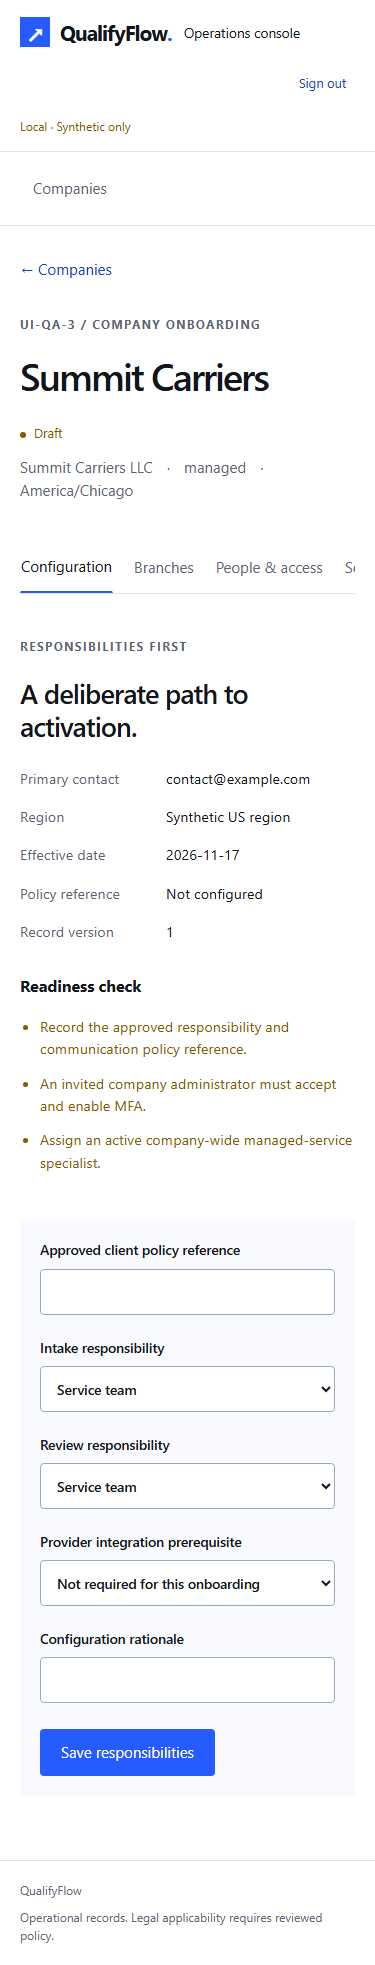 QualifyFlow. Operations console
Sign out
Local · Synthetic only
Companies
← Companies
UI-QA-3 / COMPANY ONBOARDING
Summit Carriers
Draft
Summit Carriers LLC · managed ·
America/Chicago
Configuration Branches People & access Se
RESPONSIBILITIES FIRST
A deliberate path to
activation.
Primary contact contact@example.com
Region Synthetic US region
Effective date 2026-11-17
Policy reference Not configured
Record version 1
Readiness check
• Record the approved responsibility and
communication policy reference.
• An invited company administrator must accept
and enable MFA.
• Assign an active company-wide managed-service
specialist.
Approved client policy reference
Intake responsibility
Service team
Review responsibility
Service team
Provider integration prerequisite
Not required for this onboarding
Configuration rationale
Save responsibilities
QualifyFlow
Operational records. Legal applicability requires reviewed
policy.